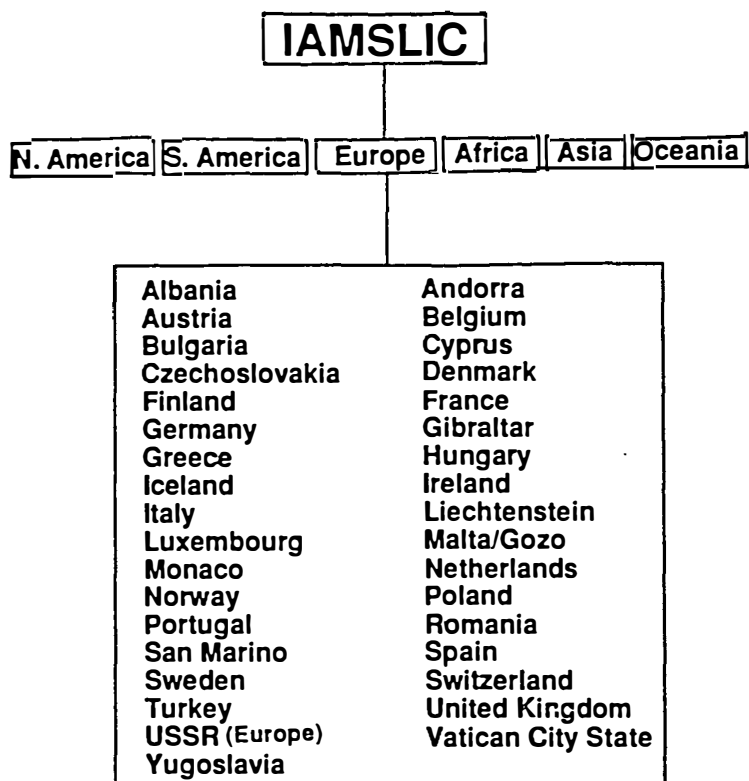 IAMSLIC
N. America S. America Europe Africa Asia Oceania
Albania Andorra
Austria Belgium
Bulgaria Cyprus
Czechoslovakia Denmark
Finland France
Germany Gibraltar
Greece Hungary
Iceland Ireland
Italy Liechtenstein
Luxembourg Malta/Gozo
Monaco Netherlands
Norway Poland
Portugal Romania
San Marino Spain
Sweden Switzerland
Turkey United Kingdom
USSR (Europe) Vatican City State
Yugoslavia